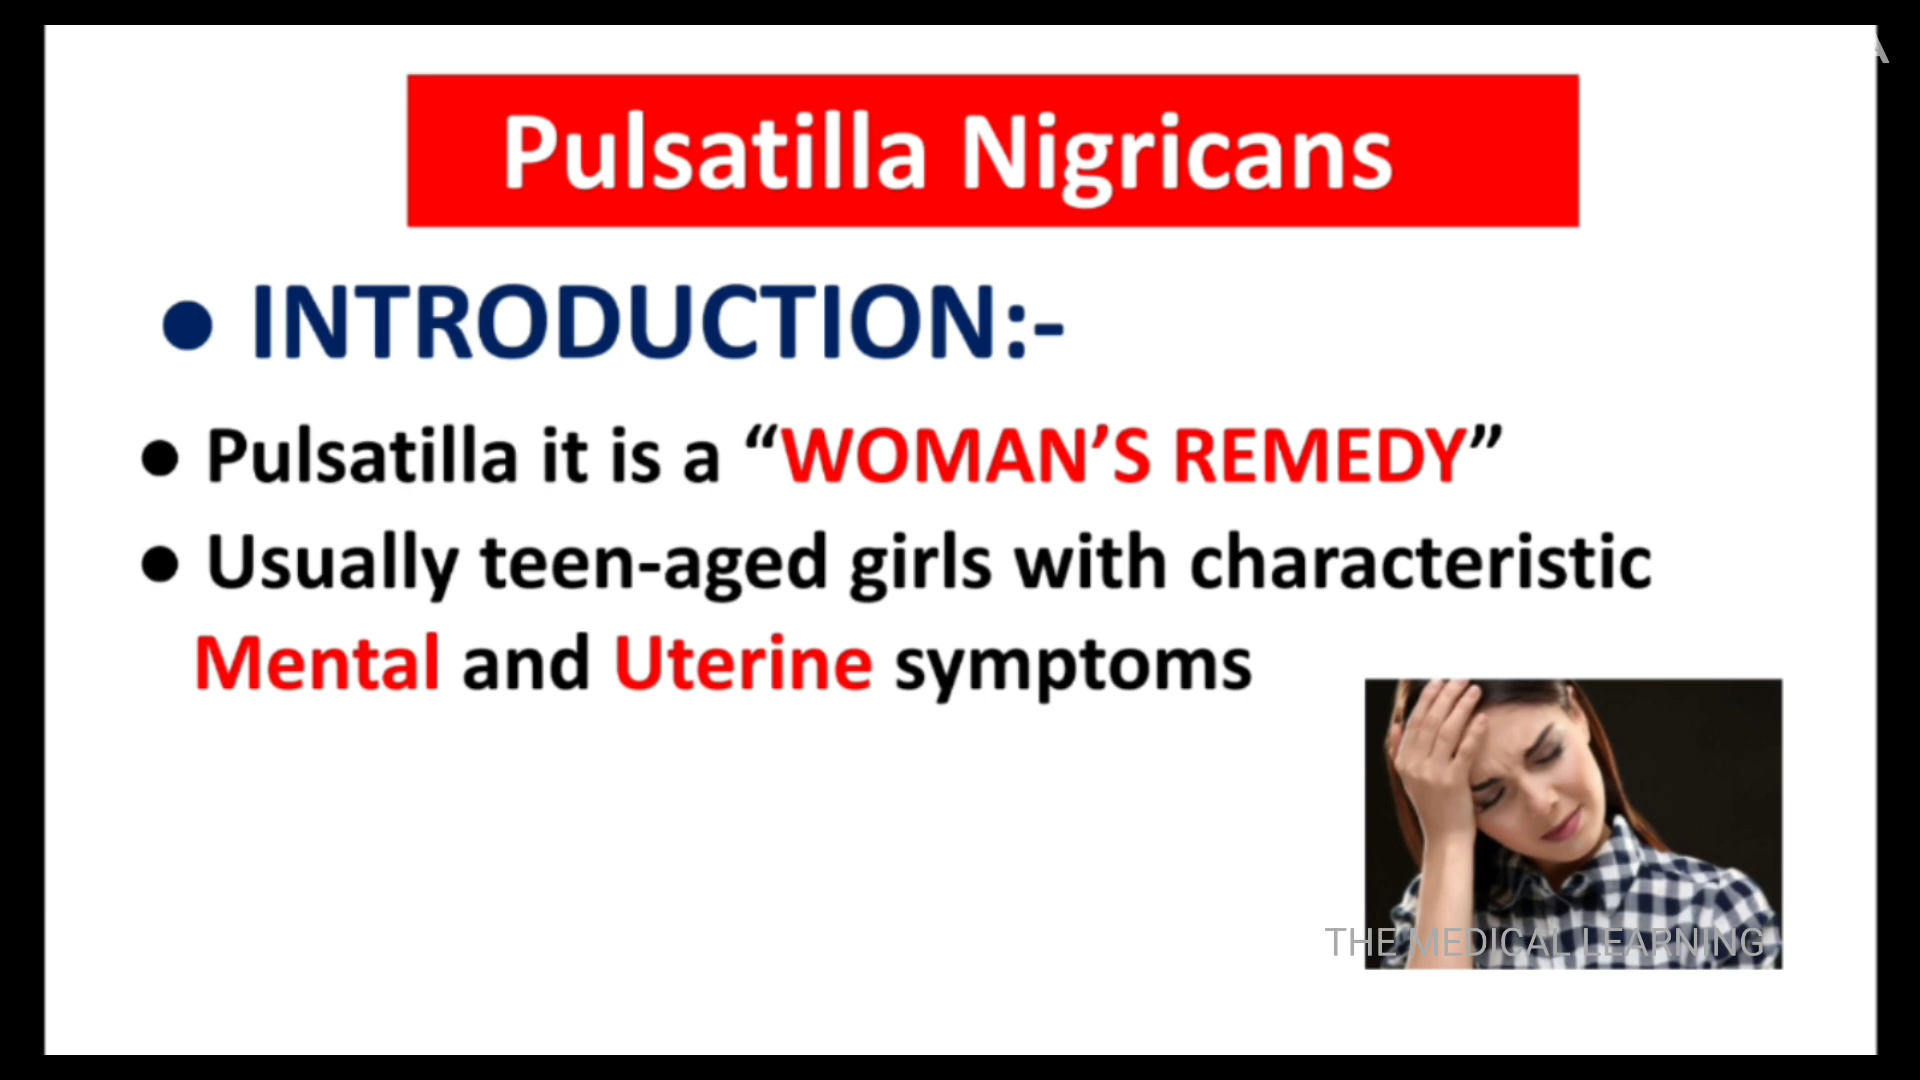 Pulsatilla Nigricans
● INTRODUCTION:-
● Pulsatilla it is a “WOMAN’S REMEDY”
● Usually teen-aged girls with characteristic
Mental and Uterine symptoms
THE MEDICAL LEARNING